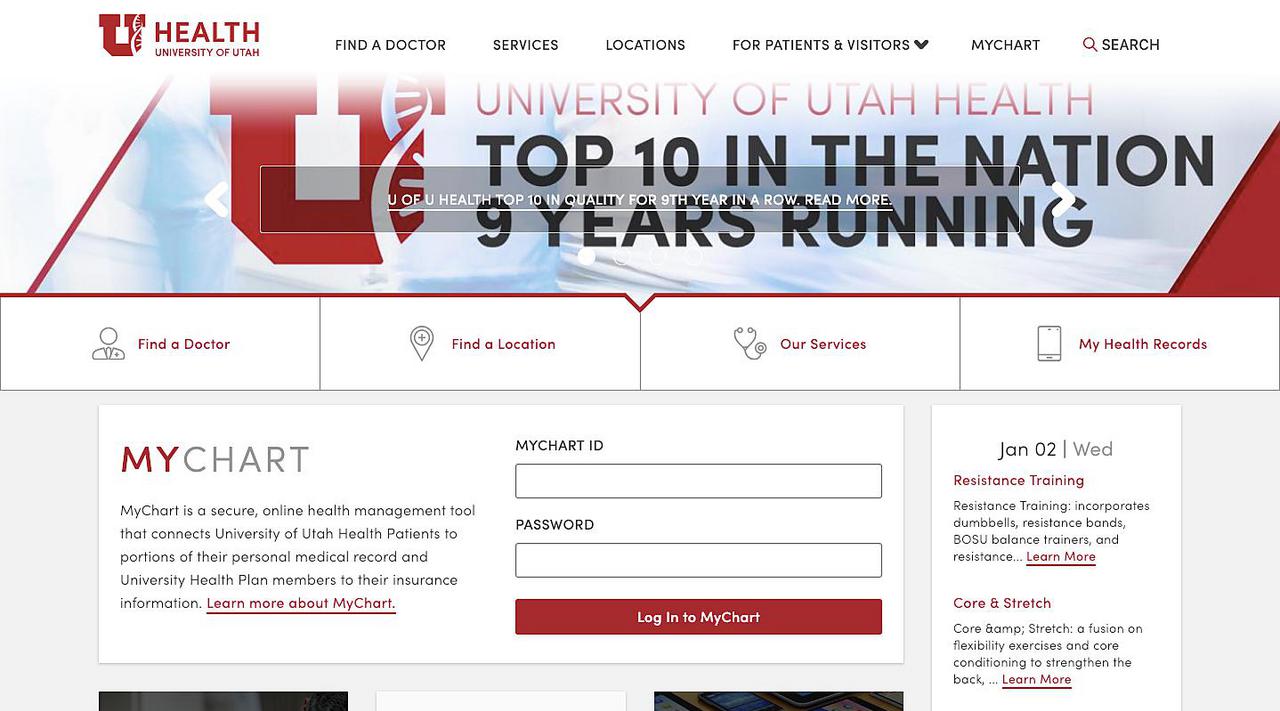 HEALTH
UNIVERSITY OF UTAH
FIND A DOCTOR
SERVICES
LOCATIONS
FOR PATIENTS & VISITORS
MYCHART
SEARCH
UNIVERSITY OF UTAH HEALTH
TOP 10 IN THE NATION
9 YEARS RUNNING
U OF U HEALTH TOP 10 IN QUALITY FOR 9TH YEAR IN A ROW. READ MORE.
Find a Doctor
Find a Location
Our Services
My Health Records
MYCHART
MyChart is a secure, online health management tool
that connects University of Utah Health Patients to
portions of their personal medical record and
University Health Plan members to their insurance
information. Learn more about MyChart.
MYCHART ID
PASSWORD
Log In to MyChart
Jan 02 | Wed
Resistance Training
Resistance Training: incorporates
dumbbells, resistance bands,
BOSU balance trainers, and
resistance... Learn More
Core & Stretch
Core &amp; Stretch: a fusion on
flexibility exercises and core
conditioning to strengthen the
back, ... Learn More